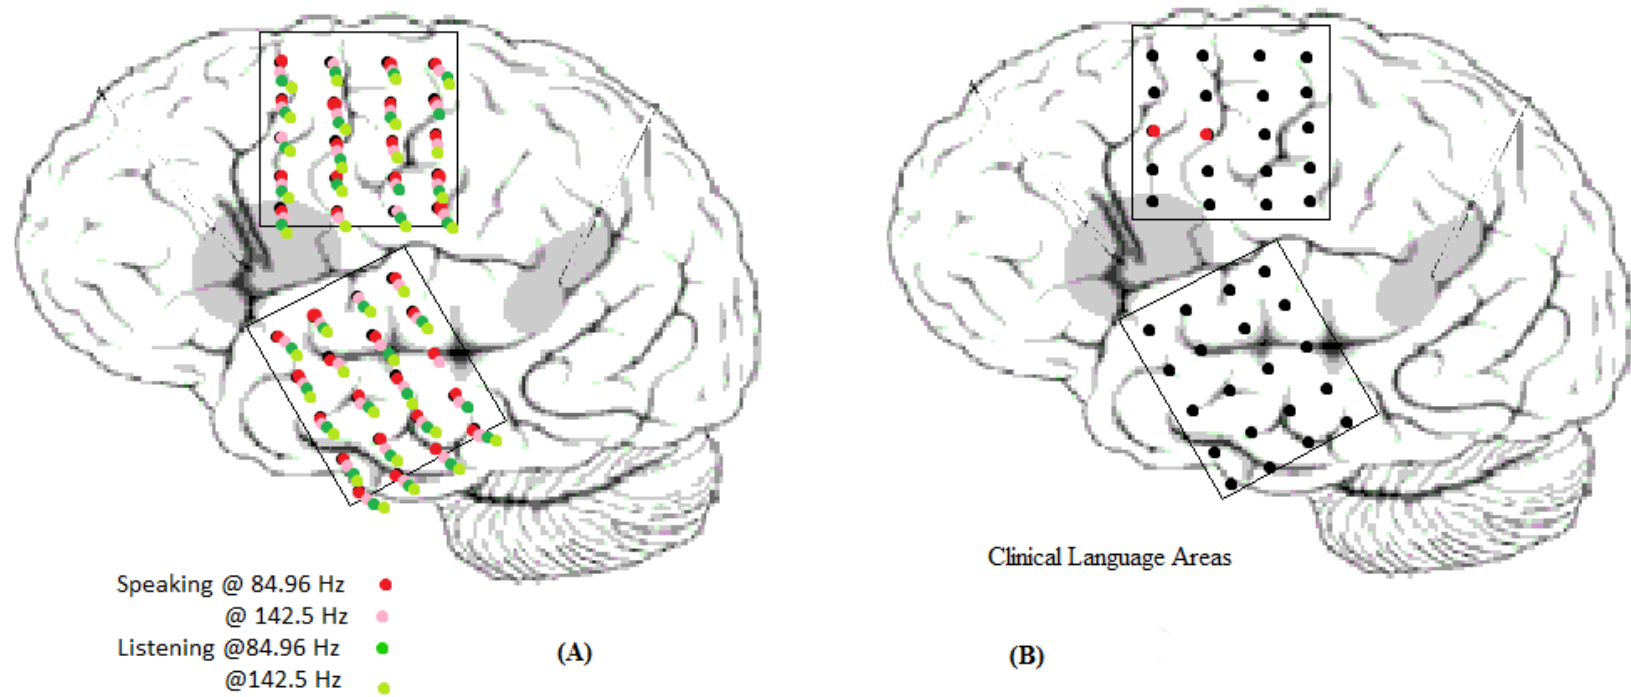 Clinical Language Areas
Speaking @ 84.96 Hz
@ 142.5 Hz
Listening @84.96 Hz
@142.5 Hz
(A)
(B)